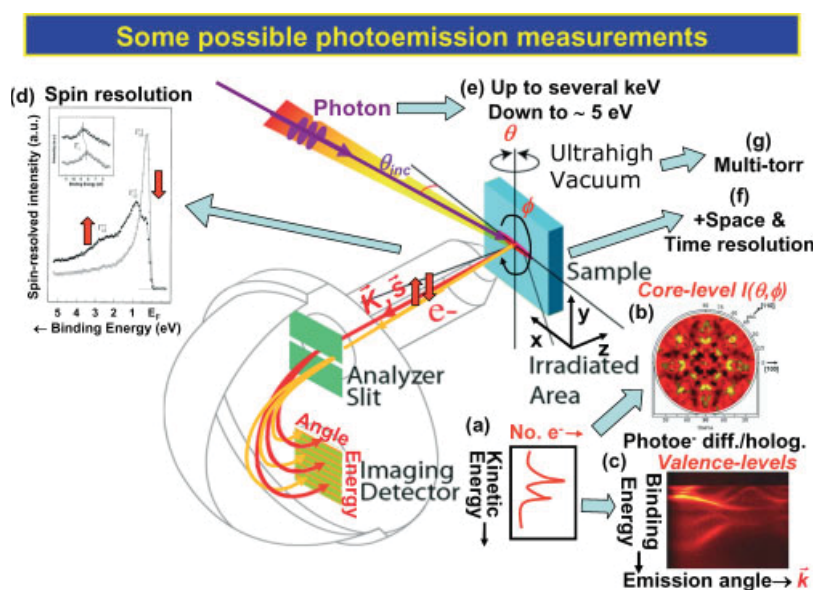 Some possible photoemission measurements
(d) Spin resolution
Spin-resolved intensity (a.u.)
5 4 3 2 1 E_F
← Binding Energy (eV)
Photon
(e) Up to several keV
Down to ~ 5 eV
θ
θinc
Ultrahigh
Vacuum
(g)
Multi-torr
(f)
+Space &
Time resolution
ϕ
Sample
K, s
e-
y
x
z
Irradiated
Area
Core-level I(θ,ϕ)
(b)
[110]
[100]
Photoe- diff./holog.
Analyzer
Slit
Angle
Energy
Imaging
Detector
(a)
No. e-→
Kinetic
Energy
(c)
Valence-levels
Binding
Energy
Emission angle→ k